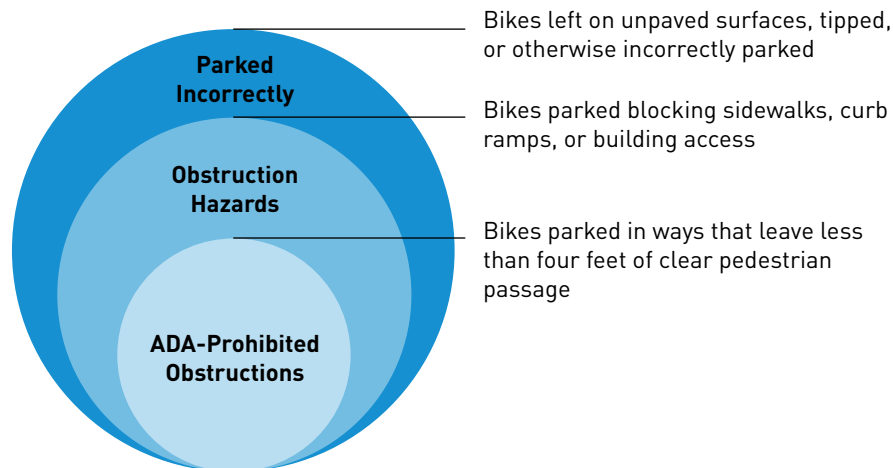 Bikes left on unpaved surfaces, tipped,
or otherwise incorrectly parked
Parked
Incorrectly
Bikes parked blocking sidewalks, curb
ramps, or building access
Obstruction
Hazards
Bikes parked in ways that leave less
than four feet of clear pedestrian
passage
ADA-Prohibited
Obstructions